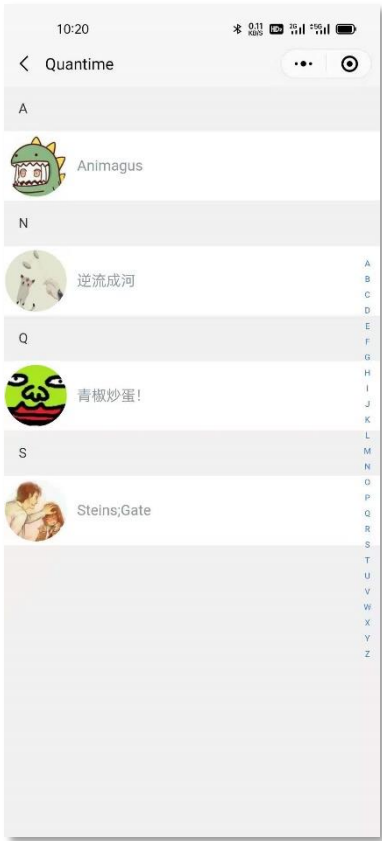 10:20
0.11
KB/S
HD
2G
5G
Quantime
A
Animagus
N
逆流成河
Q
青椒炒蛋！
S
Steins;Gate
A
B
C
D
E
F
G
H
I
J
K
L
M
N
O
P
Q
R
S
T
U
V
W
X
Y
Z